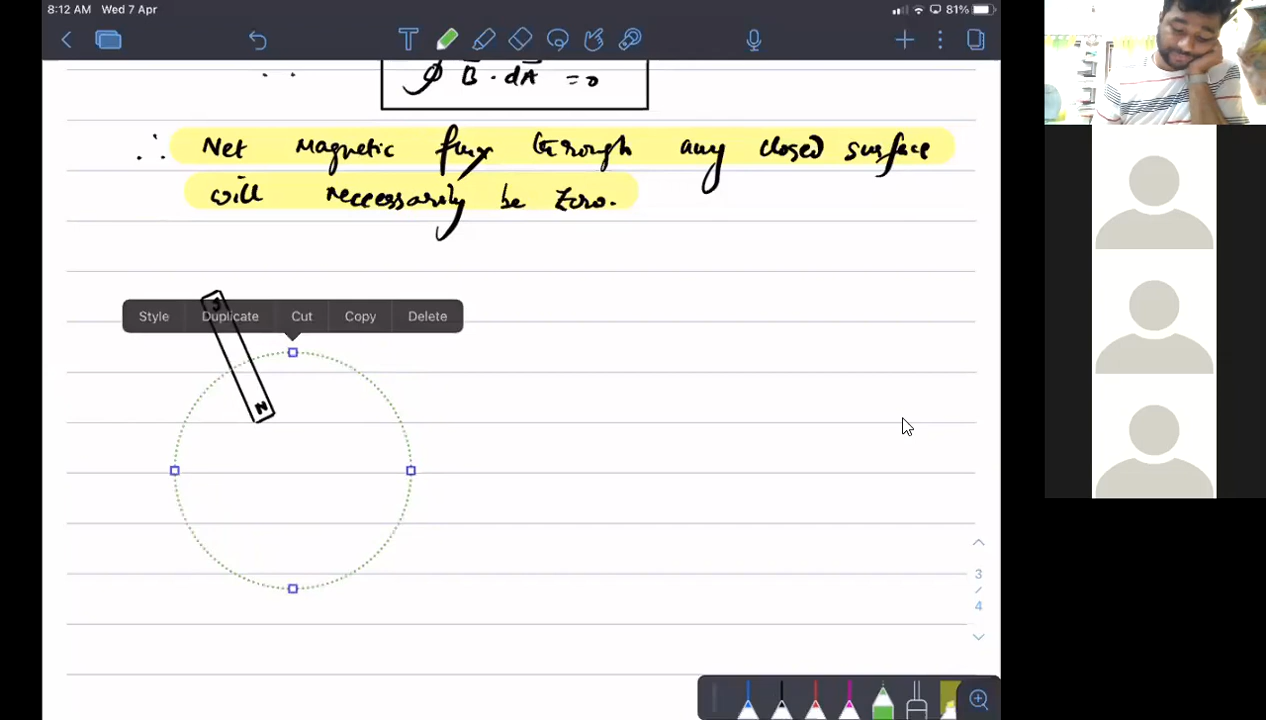 8:12 AM Wed 7 Apr
81%
T
∮ B · dA = 0
∴ Net Magnetic flux through any closed surface
will neccessarily be Zero.
S
Style Duplicate Cut Copy Delete
N
3
/
4